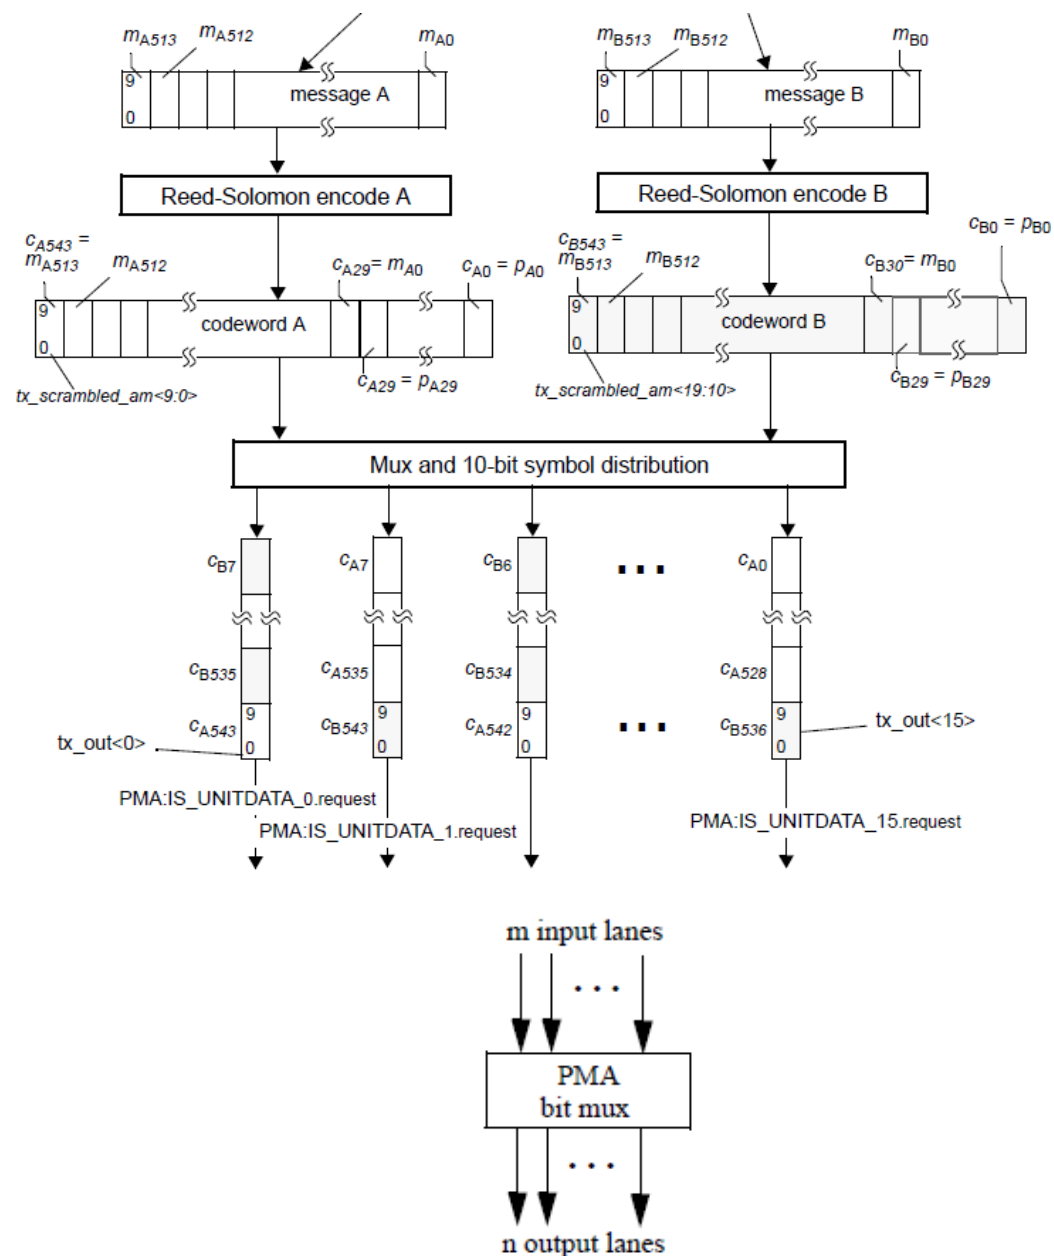 mA513 mA512 mA0 mB513 mB512 mB0
9 9
message A message B
0 0
Reed-Solomon encode A Reed-Solomon encode B
cA543 = cB543 = cB0 = pB0
mA513 mA512 cA29= mA0 cA0 = pA0 mB513 mB512 cB30= mB0
9 9
codeword A codeword B
0 0
cA29 = pA29 cB29 = pB29
tx_scrambled_am<9:0> tx_scrambled_am<19:10>
Mux and 10-bit symbol distribution
cB7 cA7 cB6 ... cA0
cB535 cA535 cB534 cA528
cA543 9 cB543 9 cA542 9 ... cB536 9
0 0 0 0
tx_out<0> tx_out<15>
PMA:IS_UNITDATA_0.request
PMA:IS_UNITDATA_1.request PMA:IS_UNITDATA_15.request
m input lanes
...
PMA
bit mux
...
n output lanes